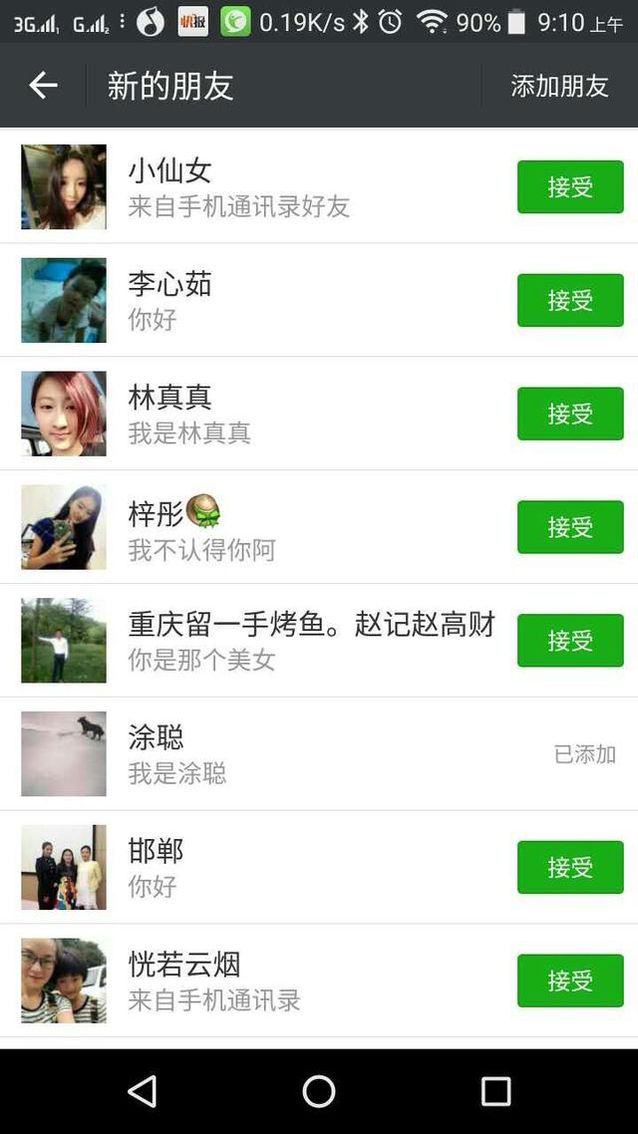 3G 1 G 2 机报 0.19K/s 90% 9:10 上午
新的朋友 添加朋友
小仙女
来自手机通讯录好友
接受
李心茹
你好
接受
林真真
我是林真真
接受
梓彤
我不认得你阿
接受
重庆留一手烤鱼。赵记赵高财
你是那个美女
接受
涂聪
我是涂聪
已添加
邯郸
你好
接受
恍若云烟
来自手机通讯录
接受